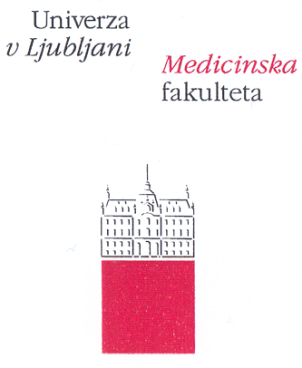 Univerza
v Ljubljani
Medicinska
fakulteta